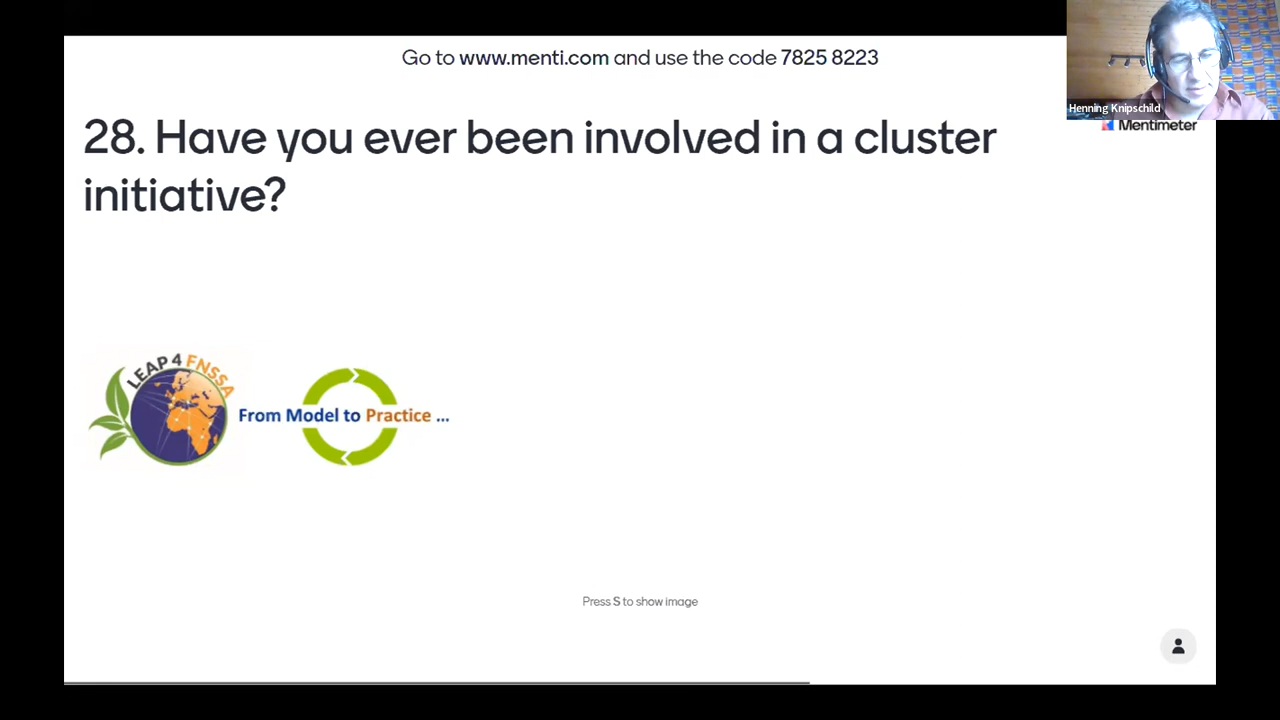 Go to www.menti.com and use the code 7825 8223
Henning Knipschild
Mentimeter
28. Have you ever been involved in a cluster
initiative?
LEAP 4 FNSSA
From Model to Practice ...
Press S to show image